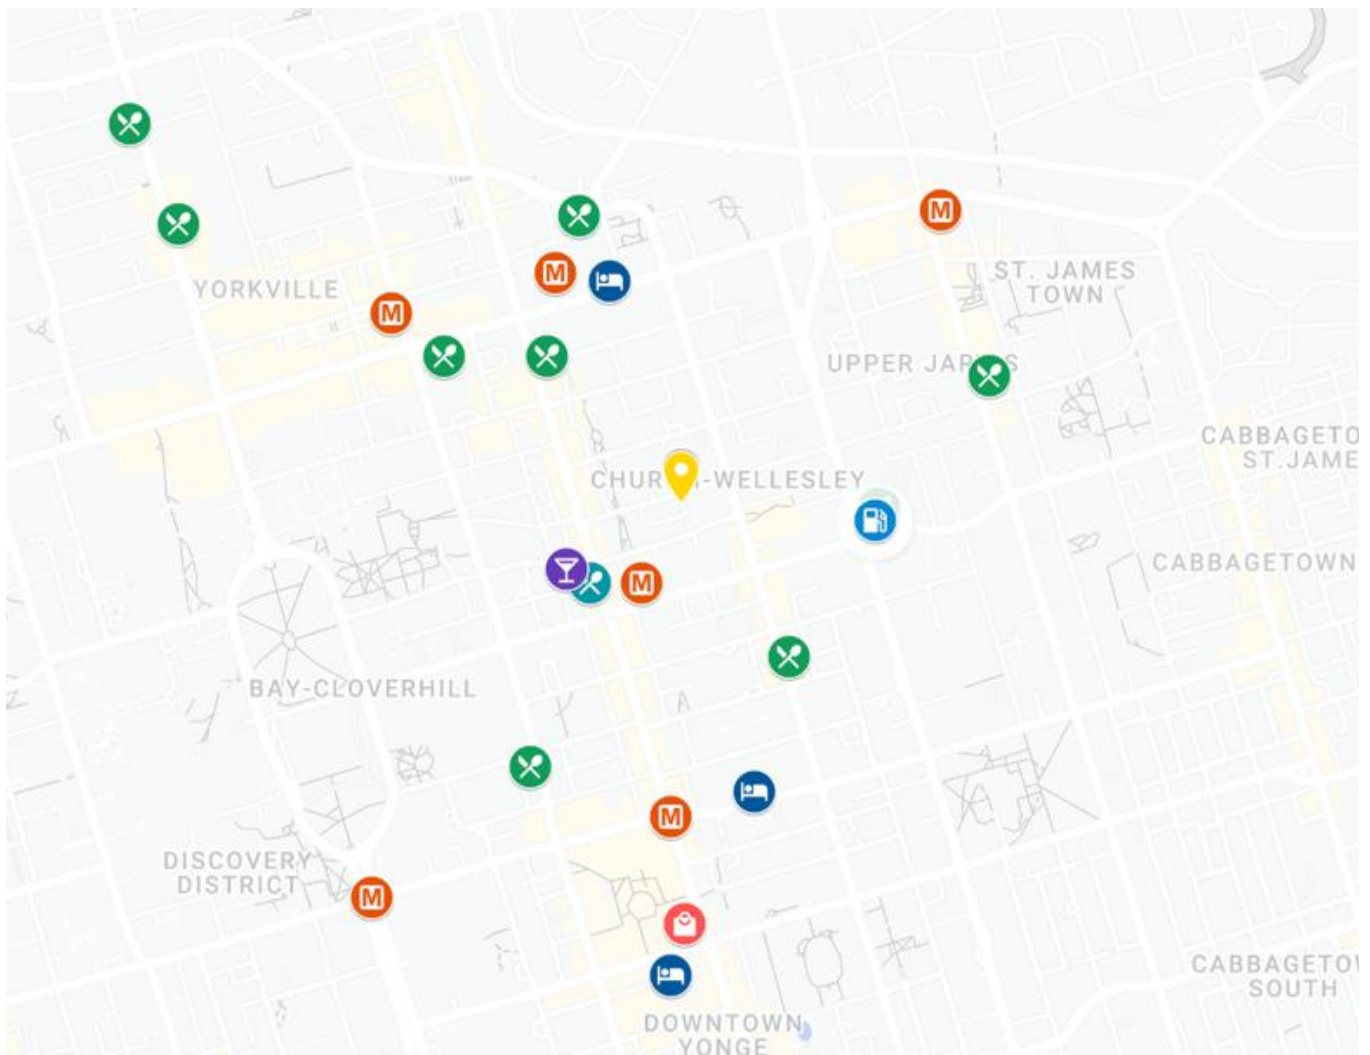 M
M
YORKVILLE
M
ST. JAMES
TOWN
UPPER JAR S
CABBAGETO
ST.JAME
CHUR -WELLESLEY
CABBAGETOWN
M
BAY-CLOVERHILL
M
DISCOVERY
DISTRICT
M
CABBAGETOW
SOUTH
DOWNTOWN
YONGE